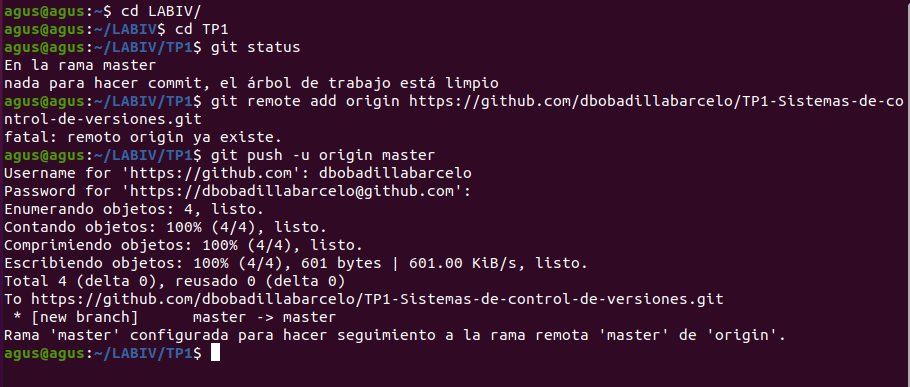 agus@agus:~$ cd LABIV/
agus@agus:~/LABIV$ cd TP1
agus@agus:~/LABIV/TP1$ git status
En la rama master
nada para hacer commit, el árbol de trabajo está limpio
agus@agus:~/LABIV/TP1$ git remote add origin https://github.com/dbobadillabarcelo/TP1-Sistemas-de-co
ntrol-de-versiones.git
fatal: remoto origin ya existe.
agus@agus:~/LABIV/TP1$ git push -u origin master
Username for 'https://github.com': dbobadillabarcelo
Password for 'https://dbobadillabarcelo@github.com':
Enumerando objetos: 4, listo.
Contando objetos: 100% (4/4), listo.
Comprimiendo objetos: 100% (4/4), listo.
Escribiendo objetos: 100% (4/4), 601 bytes | 601.00 KiB/s, listo.
Total 4 (delta 0), reusado 0 (delta 0)
To https://github.com/dbobadillabarcelo/TP1-Sistemas-de-control-de-versiones.git
 * [new branch]      master -> master
Rama 'master' configurada para hacer seguimiento a la rama remota 'master' de 'origin'.
agus@agus:~/LABIV/TP1$